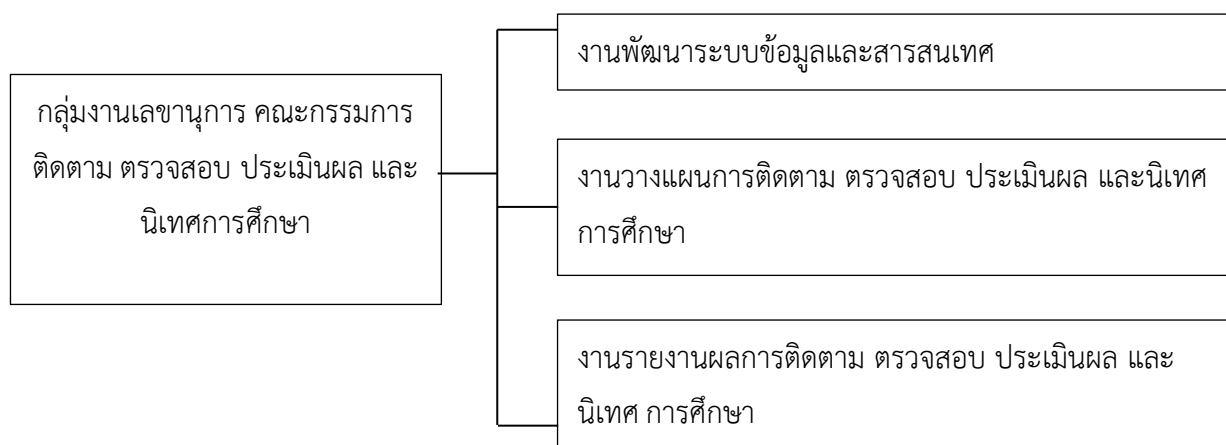 งานพัฒนาระบบข้อมูลและสารสนเทศ
กลุ่มงานเลขานุการ คณะกรรมการ
ติดตาม ตรวจสอบ ประเมินผล และ
นิเทศการศึกษา
งานวางแผนการติดตาม ตรวจสอบ ประเมินผล และนิเทศ
การศึกษา
งานรายงานผลการติดตาม ตรวจสอบ ประเมินผล และ
นิเทศ การศึกษา